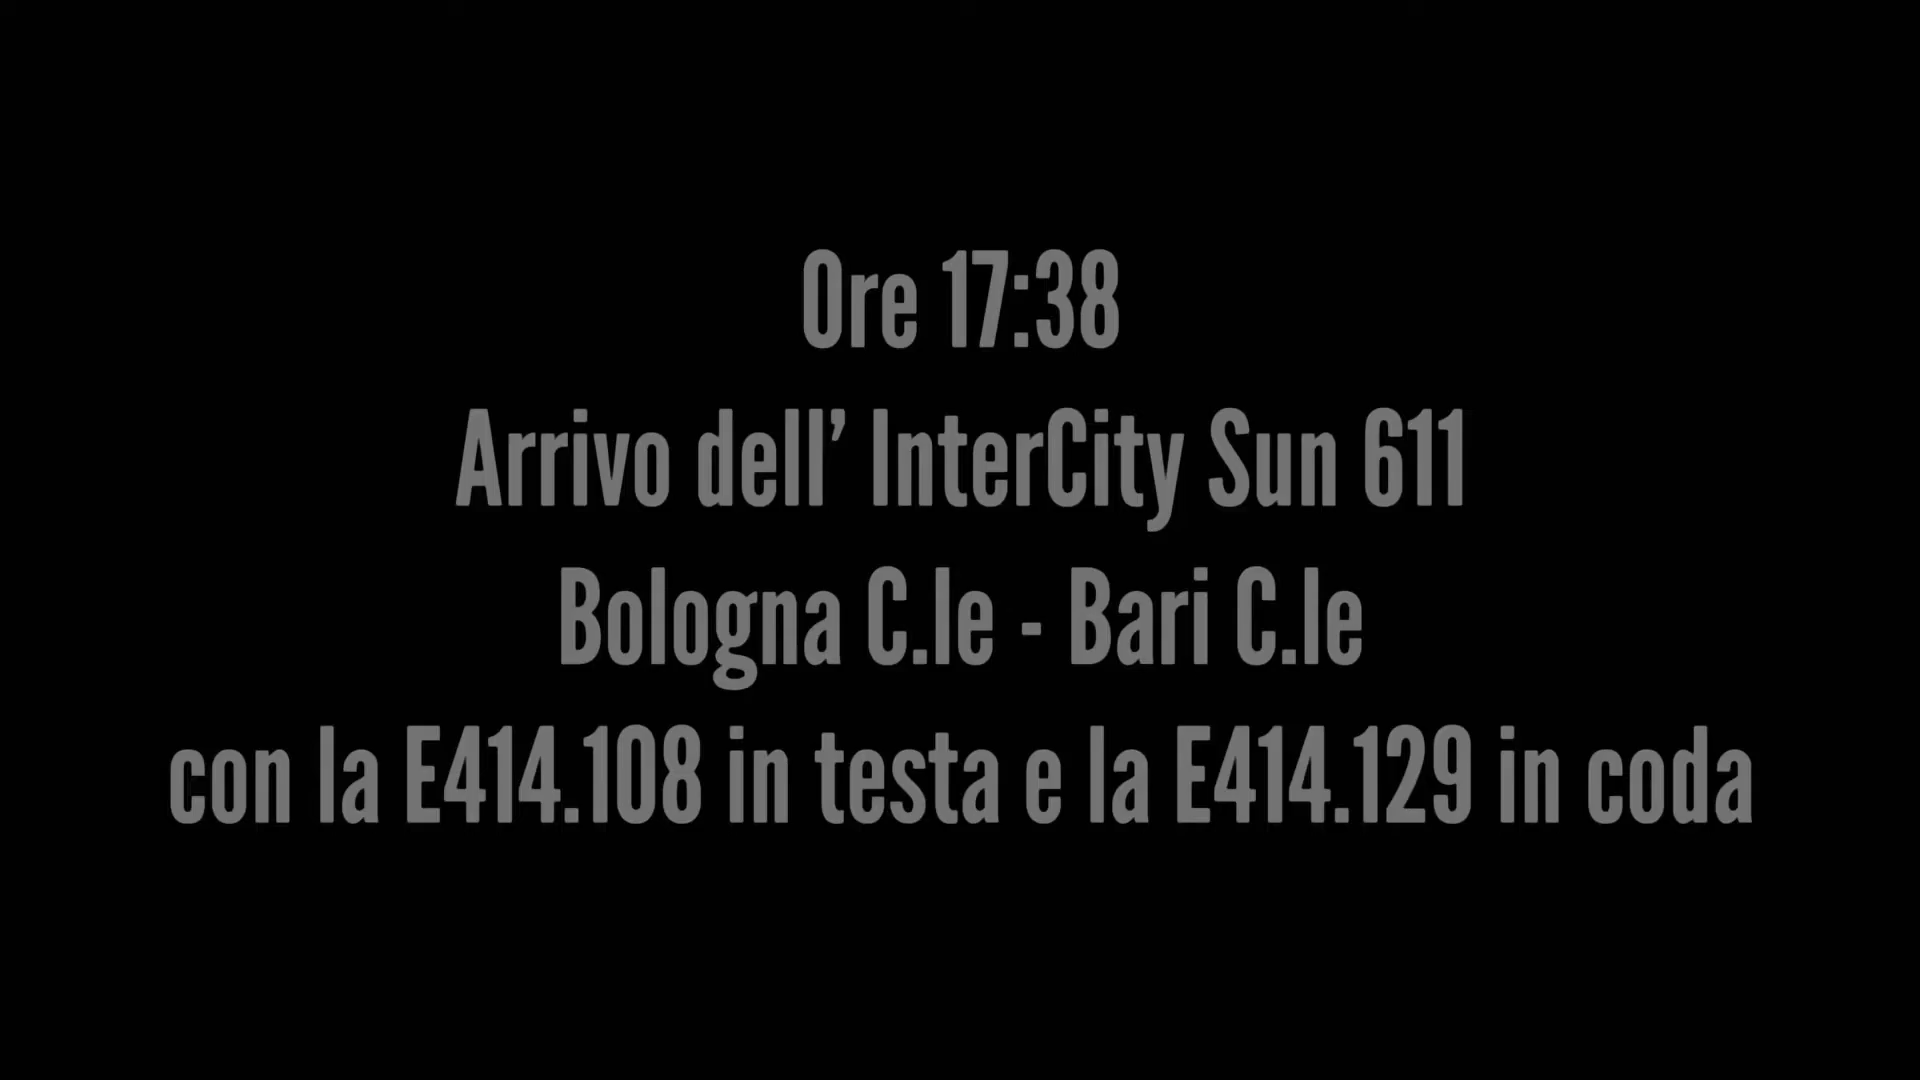 Ore 17:38
Arrivo dell’ InterCity Sun 611
Bologna C.le - Bari C.le
con la E414.108 in testa e la E414.129 in coda